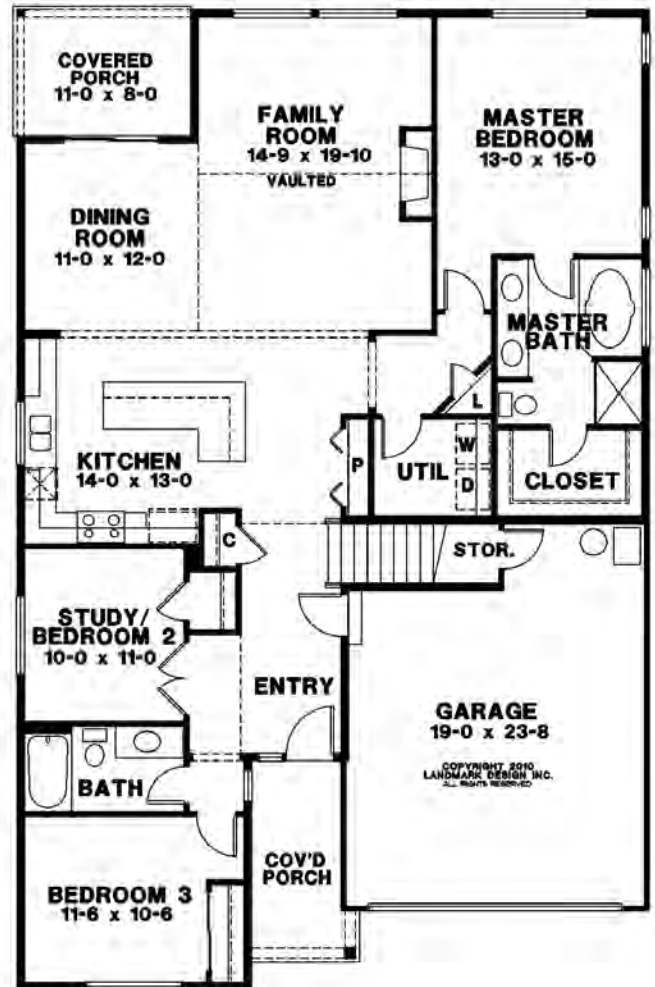 COVERED
PORCH
11-0 x 8-0
FAMILY
ROOM
14-9 x 19-10
VAULTED
MASTER
BEDROOM
13-0 x 15-0
DINING
ROOM
11-0 x 12-0
MASTER
BATH
L
KITCHEN
14-0 x 13-0
P
UTIL
W
D
CLOSET
C
STOR.
STUDY/
BEDROOM 2
10-0 x 11-0
ENTRY
GARAGE
19-0 x 23-8
COPYRIGHT 2010
LANDMARK DESIGN INC.
ALL RIGHTS RESERVED
BATH
COV'D
PORCH
BEDROOM 3
11-6 x 10-6